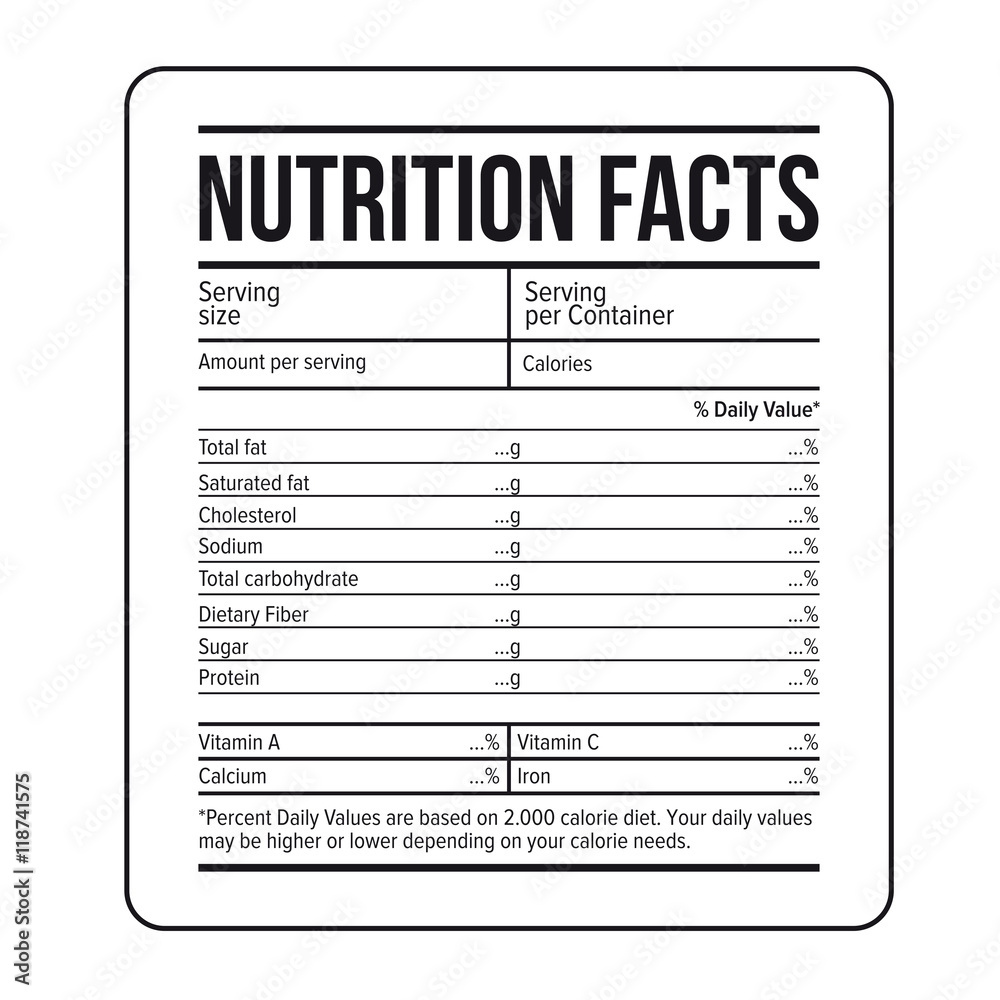 NUTRITION FACTS
Serving
size
Serving
per Container
Amount per serving
Calories
% Daily Value*
Total fat ...g ...%
Saturated fat ...g ...%
Cholesterol ...g ...%
Sodium ...g ...%
Total carbohydrate ...g ...%
Dietary Fiber ...g ...%
Sugar ...g ...%
Protein ...g ...%
Vitamin A ...% Vitamin C ...%
Calcium ...% Iron ...%
*Percent Daily Values are based on 2.000 calorie diet. Your daily values
may be higher or lower depending on your calorie needs.
Adobe Stock | #118741575
Adobe Stock